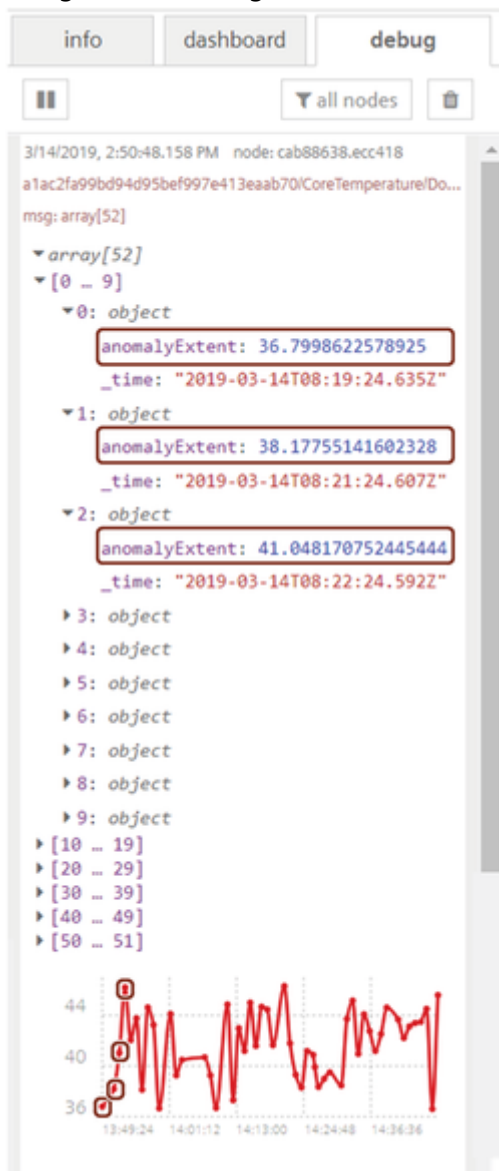 info dashboard debug
all nodes
3/14/2019, 2:50:48.158 PM node: cab88638.ecc418
a1ac2fa99bd94d95bef997e413eaab70/CoreTemperature/Do...
msg: array[52]
array[52]
[0 … 9]
0: object
anomalyExtent: 36.7998622578925
_time: "2019-03-14T08:19:24.635Z"
1: object
anomalyExtent: 38.17755141602328
_time: "2019-03-14T08:21:24.607Z"
2: object
anomalyExtent: 41.048170752445444
_time: "2019-03-14T08:22:24.592Z"
3: object
4: object
5: object
6: object
7: object
8: object
9: object
[10 … 19]
[20 … 29]
[30 … 39]
[40 … 49]
[50 … 51]
44
40
36
13:49:24 14:01:12 14:13:00 14:24:48 14:36:36